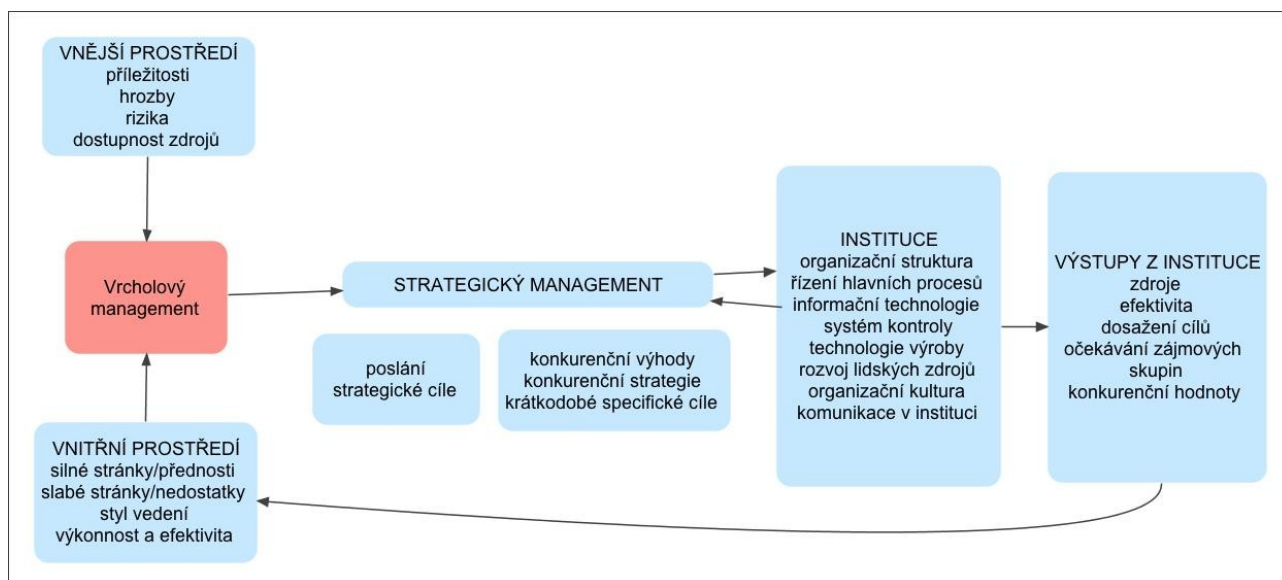 VNĚJŠÍ PROSTŘEDÍ
příležitosti
hrozby
rizika
dostupnost zdrojů
Vrcholový
management
VNITŘNÍ PROSTŘEDÍ
silné stránky/přednosti
slabé stránky/nedostatky
styl vedení
výkonnost a efektivita
STRATEGICKÝ MANAGEMENT
poslání
strategické cíle
konkurenční výhody
konkurenční strategie
krátkodobé specifické cíle
INSTITUCE
organizační struktura
řízení hlavních procesů
informační technologie
systém kontroly
technologie výroby
rozvoj lidských zdrojů
organizační kultura
komunikace v instituci
VÝSTUPY Z INSTITUCE
zdroje
efektivita
dosažení cílů
očekávání zájmových
skupin
konkurenční hodnoty